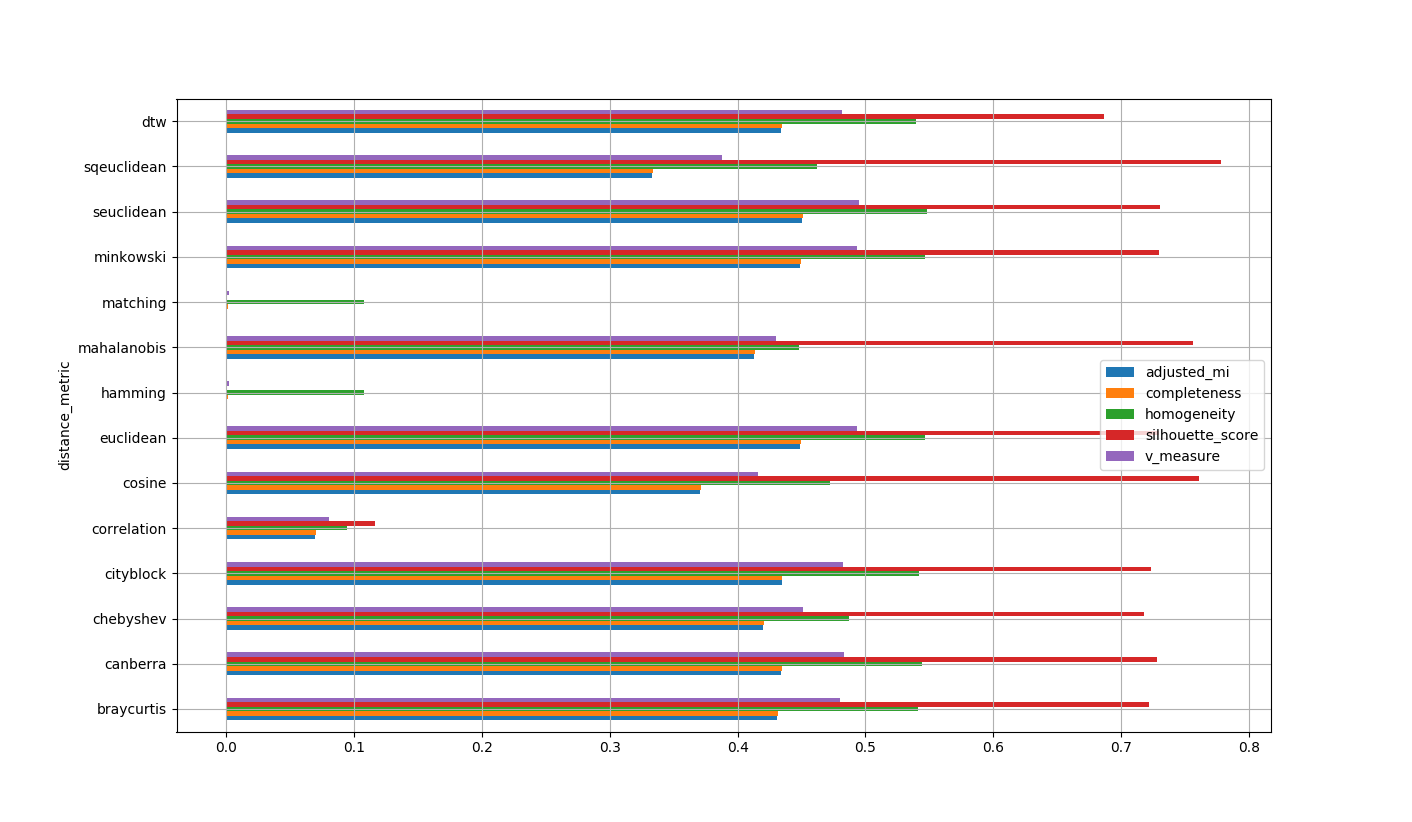 dtw
sqeuclidean
seuclidean
minkowski
matching
mahalanobis
hamming
euclidean
cosine
correlation
cityblock
chebyshev
canberra
braycurtis
distance_metric
adjusted_mi
completeness
homogeneity
silhouette_score
v_measure
0.0 0.1 0.2 0.3 0.4 0.5 0.6 0.7 0.8